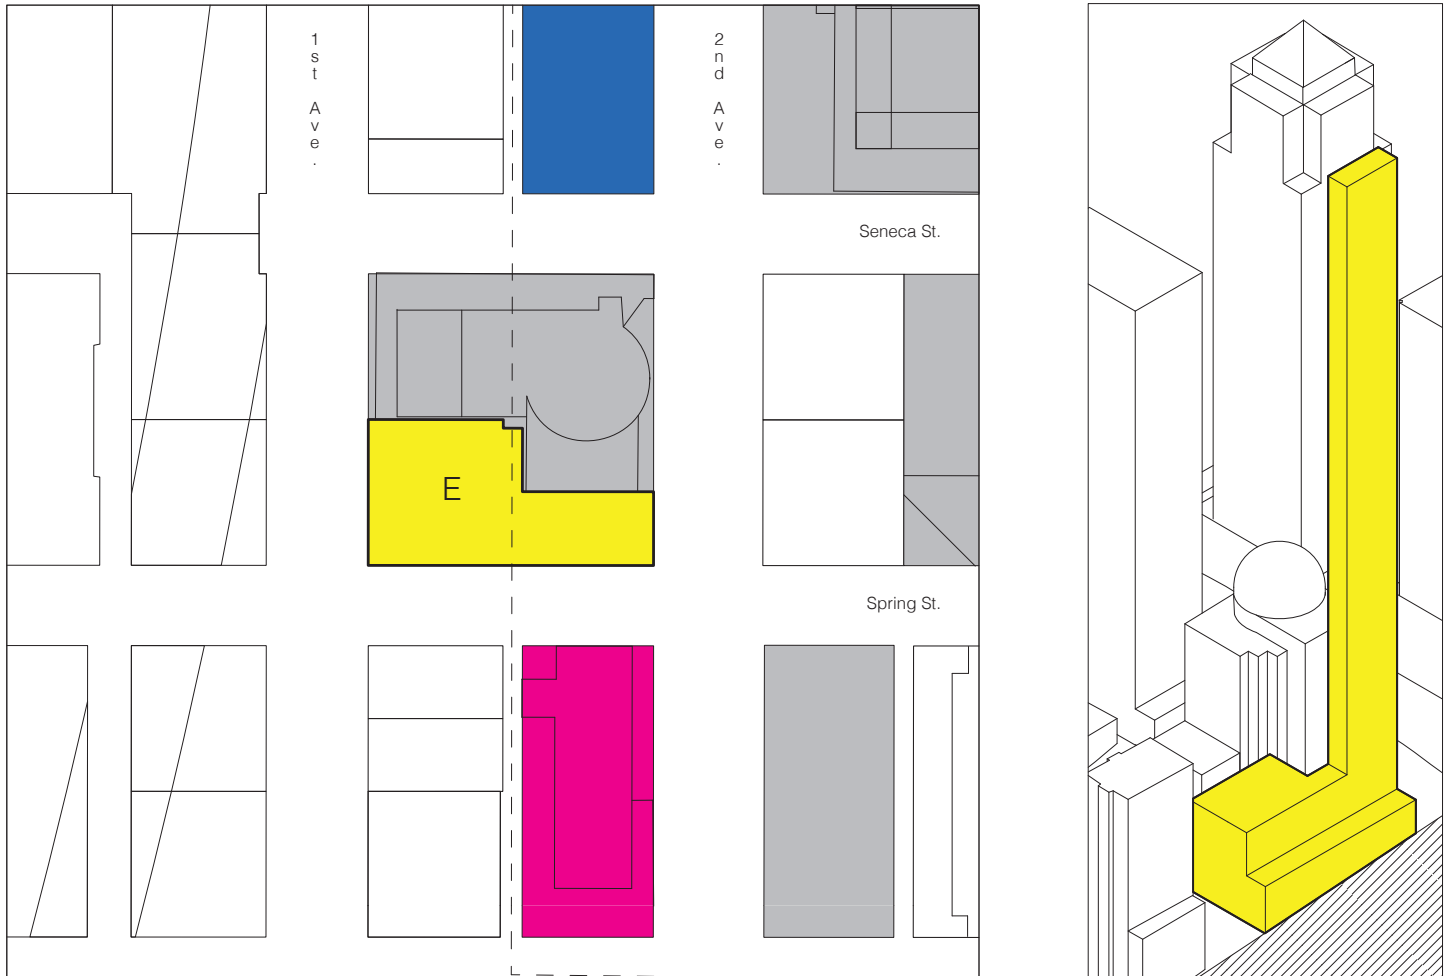 1st Ave.
2nd Ave.
Seneca St.
E
Spring St.